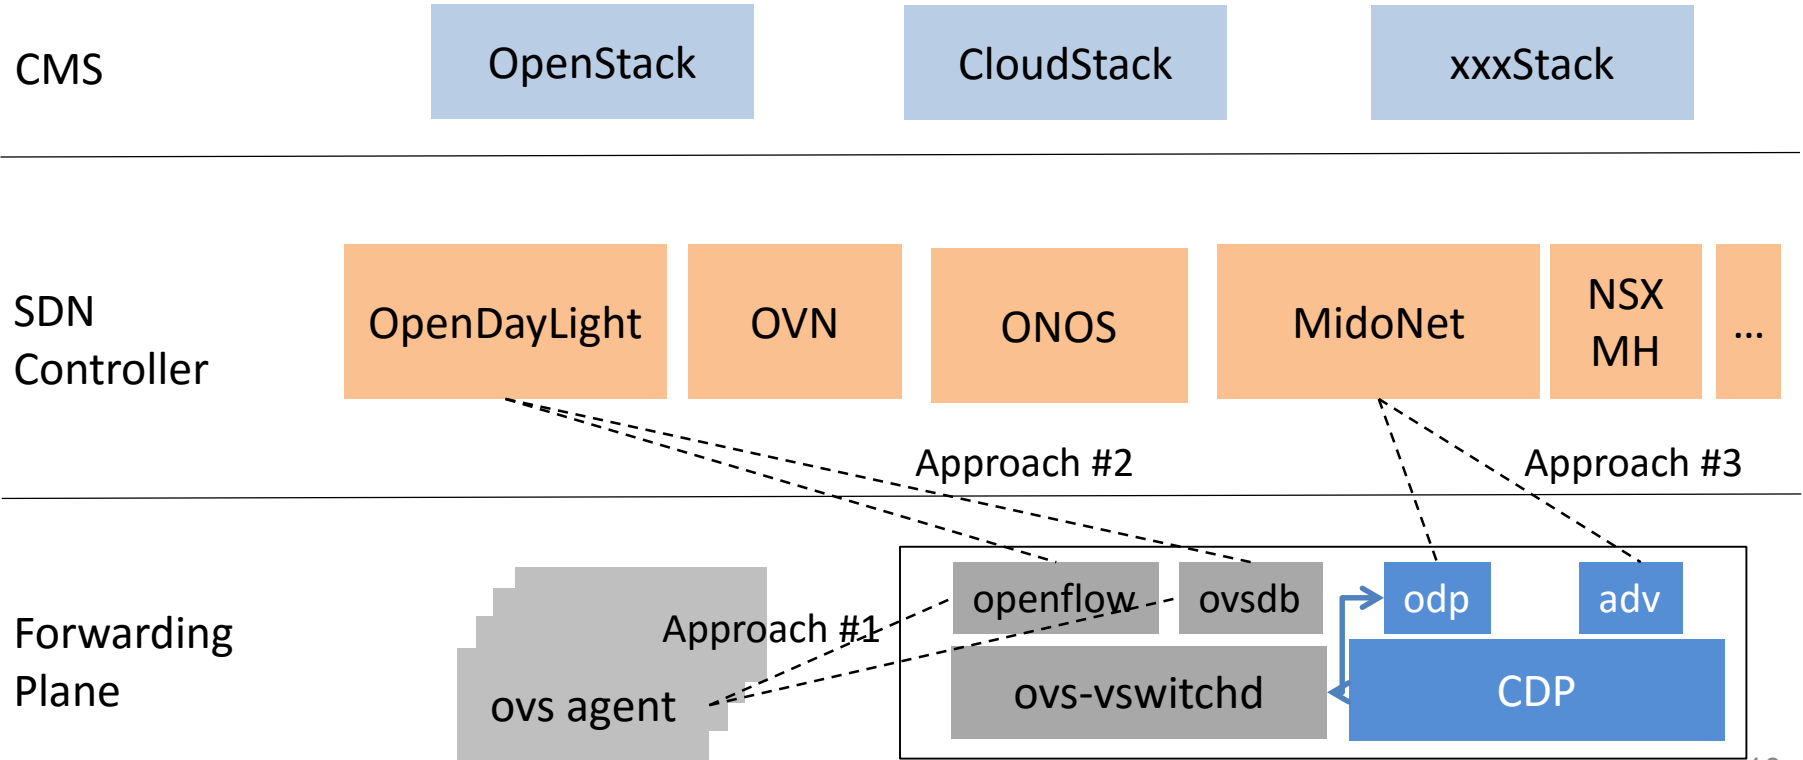 CMS
OpenStack
CloudStack
xxxStack
SDN
Controller
OpenDayLight
OVN
ONOS
MidoNet
NSX
MH
...
Approach #2
Approach #3
Forwarding
Plane
Approach #1
ovs agent
openflow
ovsdb
odp
adv
ovs-vswitchd
CDP